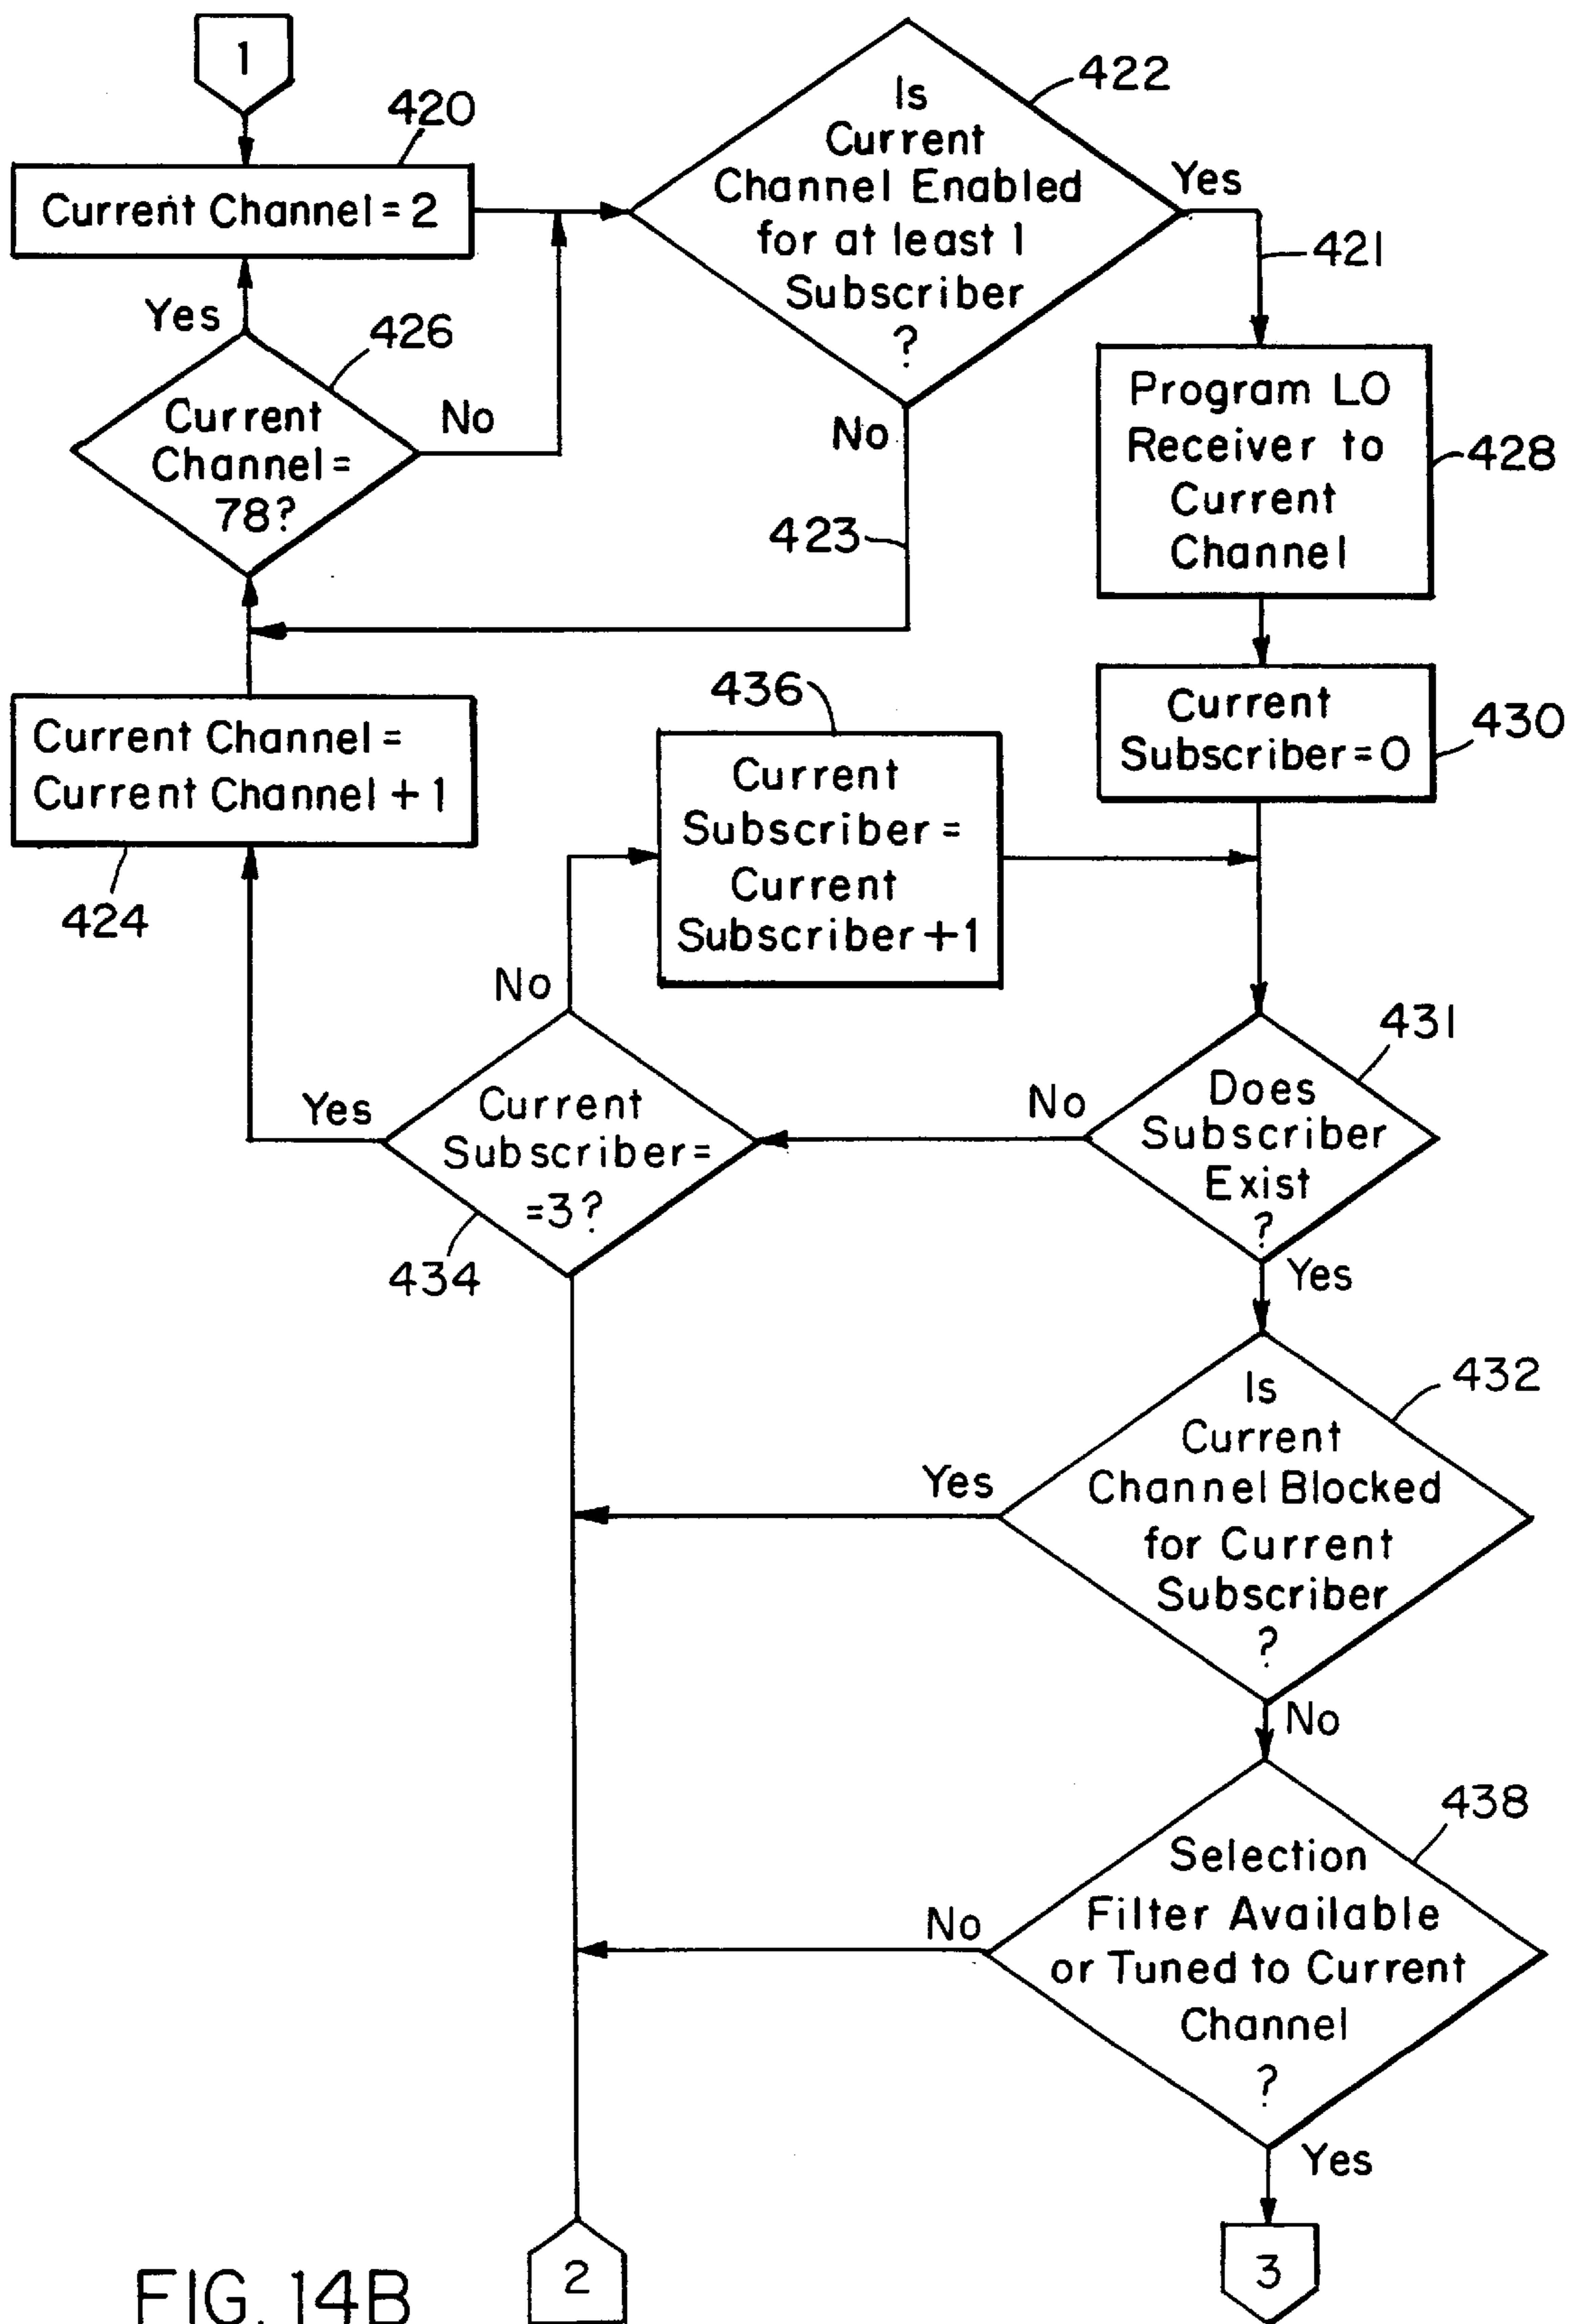 1
420
Current Channel = 2
Yes
426
Current
Channel =
78?
No
Is
Current
Channel Enabled
for at least 1
Subscriber
?
422
Yes
421
No
423
Program LO
Receiver to
Current
Channel
428
Current
Subscriber = 0
430
436
Current
Subscriber =
Current
Subscriber + 1
Current Channel =
Current Channel + 1
424
No
Yes
Current
Subscriber =
=3?
434
No
431
Does
Subscriber
Exist
?
Yes
432
Is
Current
Channel Blocked
for Current
Subscriber
?
Yes
No
438
Selection
Filter Available
or Tuned to Current
Channel
?
No
Yes
2
3
FIG. 14B